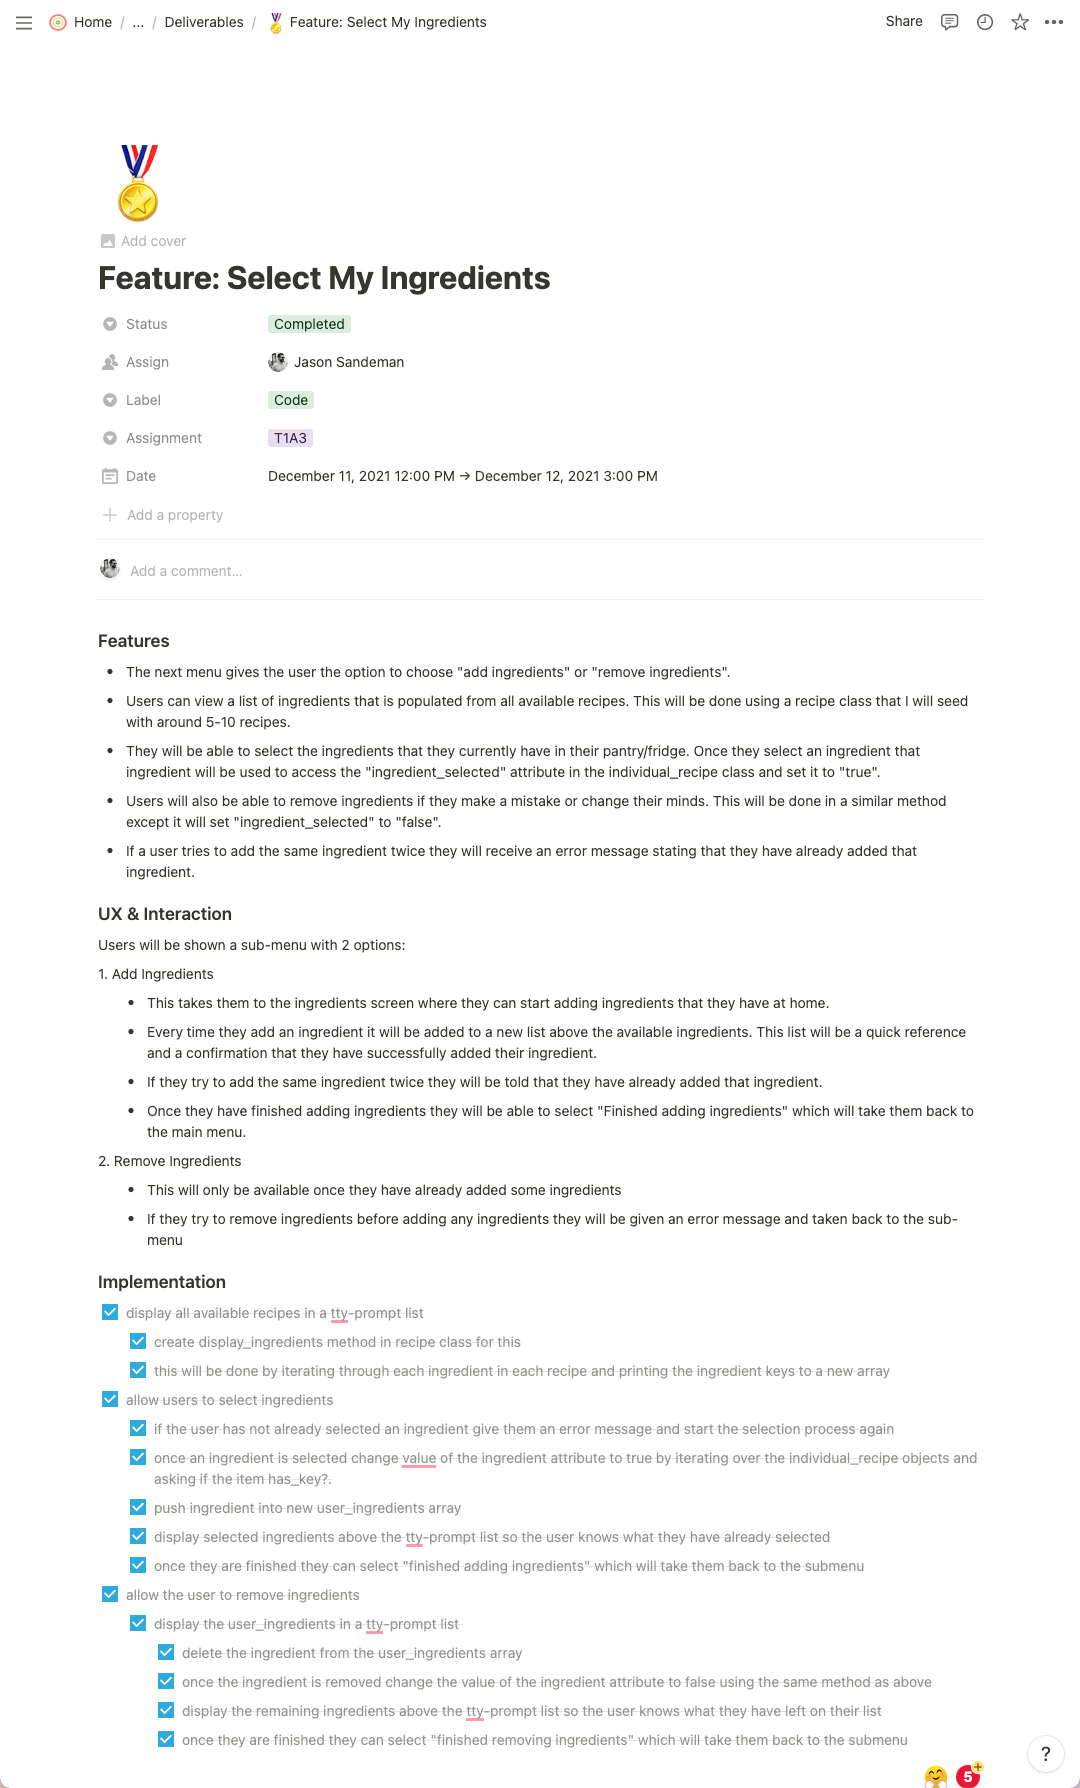 Home / ... / Deliverables / Feature: Select My Ingredients
Share
Add cover
Feature: Select My Ingredients
Status Completed
Assign Jason Sandeman
Label Code
Assignment T1A3
Date December 11, 2021 12:00 PM → December 12, 2021 3:00 PM
Add a property
Add a comment...
Features
• The next menu gives the user the option to choose "add ingredients" or "remove ingredients".
• Users can view a list of ingredients that is populated from all available recipes. This will be done using a recipe class that I will seed
with around 5-10 recipes.
• They will be able to select the ingredients that they currently have in their pantry/fridge. Once they select an ingredient that
ingredient will be used to access the "ingredient_selected" attribute in the individual_recipe class and set it to "true".
• Users will also be able to remove ingredients if they make a mistake or change their minds. This will be done in a similar method
except it will set "ingredient_selected" to "false".
• If a user tries to add the same ingredient twice they will receive an error message stating that they have already added that
ingredient.
UX & Interaction
Users will be shown a sub-menu with 2 options:
1. Add Ingredients
• This takes them to the ingredients screen where they can start adding ingredients that they have at home.
• Every time they add an ingredient it will be added to a new list above the available ingredients. This list will be a quick reference
and a confirmation that they have successfully added their ingredient.
• If they try to add the same ingredient twice they will be told that they have already added that ingredient.
• Once they have finished adding ingredients they will be able to select "Finished adding ingredients" which will take them back to
the main menu.
2. Remove Ingredients
• This will only be available once they have already added some ingredients
• If they try to remove ingredients before adding any ingredients they will be given an error message and taken back to the sub-
menu
Implementation
display all available recipes in a tty-prompt list
create display_ingredients method in recipe class for this
this will be done by iterating through each ingredient in each recipe and printing the ingredient keys to a new array
allow users to select ingredients
if the user has not already selected an ingredient give them an error message and start the selection process again
once an ingredient is selected change value of the ingredient attribute to true by iterating over the individual_recipe objects and
asking if the item has_key?.
push ingredient into new user_ingredients array
display selected ingredients above the tty-prompt list so the user knows what they have already selected
once they are finished they can select "finished adding ingredients" which will take them back to the submenu
allow the user to remove ingredients
display the user_ingredients in a tty-prompt list
delete the ingredient from the user_ingredients array
once the ingredient is removed change the value of the ingredient attribute to false using the same method as above
display the remaining ingredients above the tty-prompt list so the user knows what they have left on their list
once they are finished they can select "finished removing ingredients" which will take them back to the submenu
?
5
+